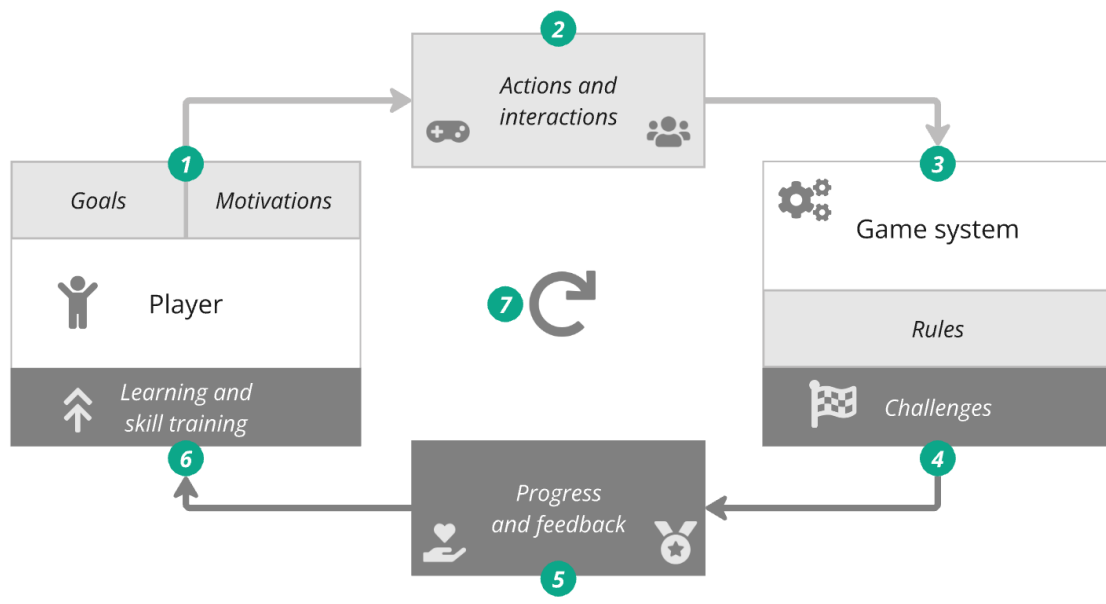 2
Actions and
interactions
1
Goals
Motivations
Player
Learning and
skill training
6
3
Game system
Rules
Challenges
4
7
Progress
and feedback
5